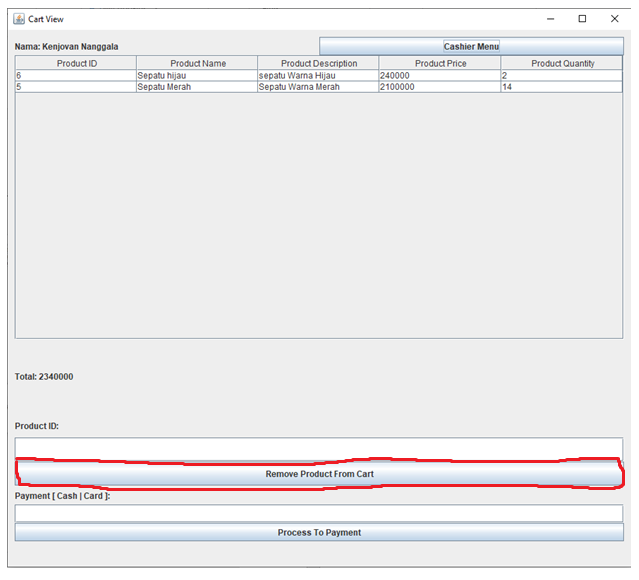 Cart View
Nama: Kenjovan Nanggala Cashier Menu
Product ID Product Name Product Description Product Price Product Quantity
6 Sepatu hijau sepatu Warna Hijau 240000 2
5 Sepatu Merah Sepatu Warna Merah 2100000 14
Total: 2340000
Product ID:
Remove Product From Cart
Payment [ Cash | Card ]:
Process To Payment